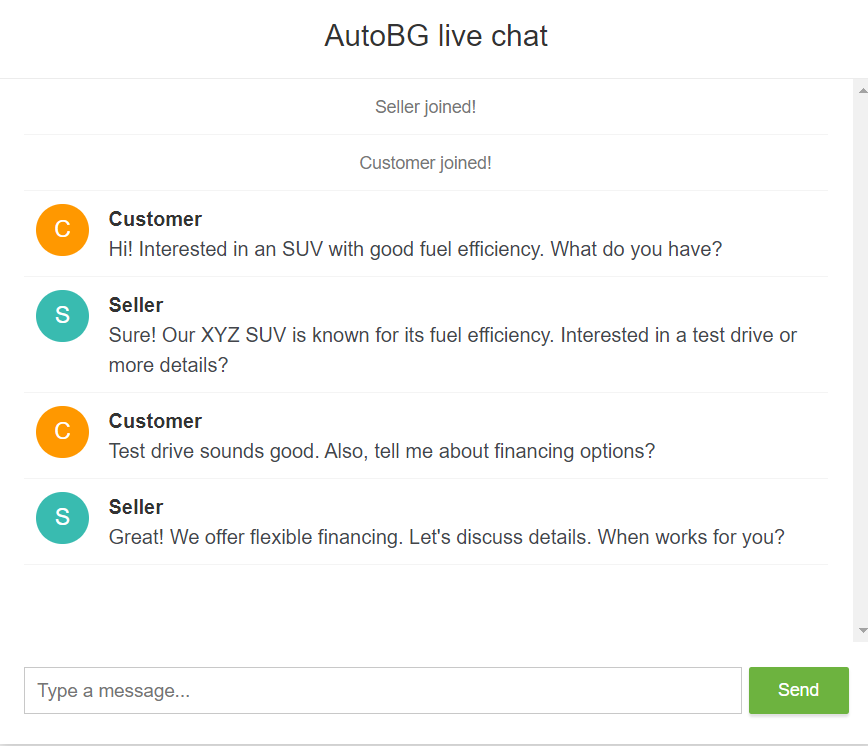 AutoBG live chat
Seller joined!
Customer joined!
C
Customer
Hi! Interested in an SUV with good fuel efficiency. What do you have?
S
Seller
Sure! Our XYZ SUV is known for its fuel efficiency. Interested in a test drive or
more details?
C
Customer
Test drive sounds good. Also, tell me about financing options?
S
Seller
Great! We offer flexible financing. Let's discuss details. When works for you?
Type a message...
Send